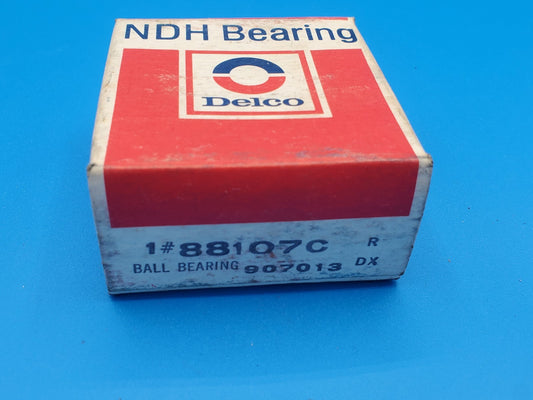 NDH Bearing
Delco
1#88107C R
BALL BEARING 907013 DX